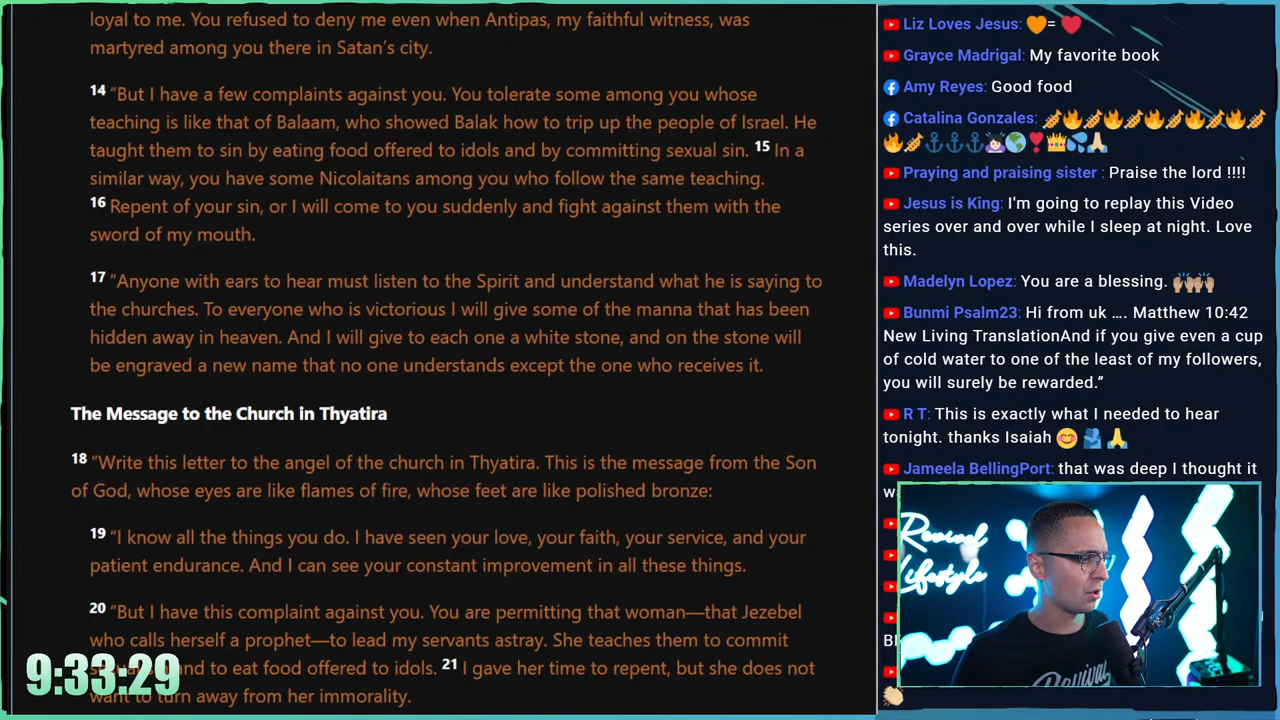 loyal to me. You refused to deny me even when Antipas, my faithful witness, was
martyred among you there in Satan’s city.
14 “But I have a few complaints against you. You tolerate some among you whose
teaching is like that of Balaam, who showed Balak how to trip up the people of Israel. He
taught them to sin by eating food offered to idols and by committing sexual sin. 15 In a
similar way, you have some Nicolaitans among you who follow the same teaching.
16 Repent of your sin, or I will come to you suddenly and fight against them with the
sword of my mouth.
17 “Anyone with ears to hear must listen to the Spirit and understand what he is saying to
the churches. To everyone who is victorious I will give some of the manna that has been
hidden away in heaven. And I will give to each one a white stone, and on the stone will
be engraved a new name that no one understands except the one who receives it.
The Message to the Church in Thyatira
18 “Write this letter to the angel of the church in Thyatira. This is the message from the Son
of God, whose eyes are like flames of fire, whose feet are like polished bronze:
19 “I know all the things you do. I have seen your love, your faith, your service, and your
patient endurance. And I can see your constant improvement in all these things.
20 “But I have this complaint against you. You are permitting that woman—that Jezebel
who calls herself a prophet—to lead my servants astray. She teaches them to commit
and to eat food offered to idols. 21 I gave her time to repent, but she does not
to turn away from her immorality.
9:33:29
Liz Loves Jesus: 🧡= ❤️
Grayce Madrigal: My favorite book
Amy Reyes: Good food
Catalina Gonzales:
Praying and praising sister : Praise the lord !!!!
Jesus is King: I'm going to replay this Video
series over and over while I sleep at night. Love
this.
Madelyn Lopez: You are a blessing.
Bunmi Psalm23: Hi from uk .... Matthew 10:42
New Living TranslationAnd if you give even a cup
of cold water to one of the least of my followers,
you will surely be rewarded.”
R T: This is exactly what I needed to hear
tonight. thanks Isaiah
Jameela BellingPort: that was deep I thought it
Revival
Lifestyle
Revival